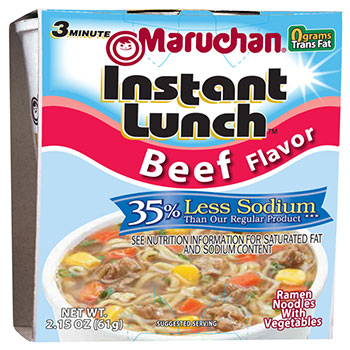 3 MINUTE
Maruchan®
0 grams
Trans Fat
Instant
Lunch™
Beef Flavor
35% Less Sodium
Than Our Regular Product ***
SEE NUTRITION INFORMATION FOR SATURATED FAT
AND SODIUM CONTENT
NET WT.
2.15 OZ (61g)
SUGGESTED SERVING
Ramen
Noodles
With
Vegetables